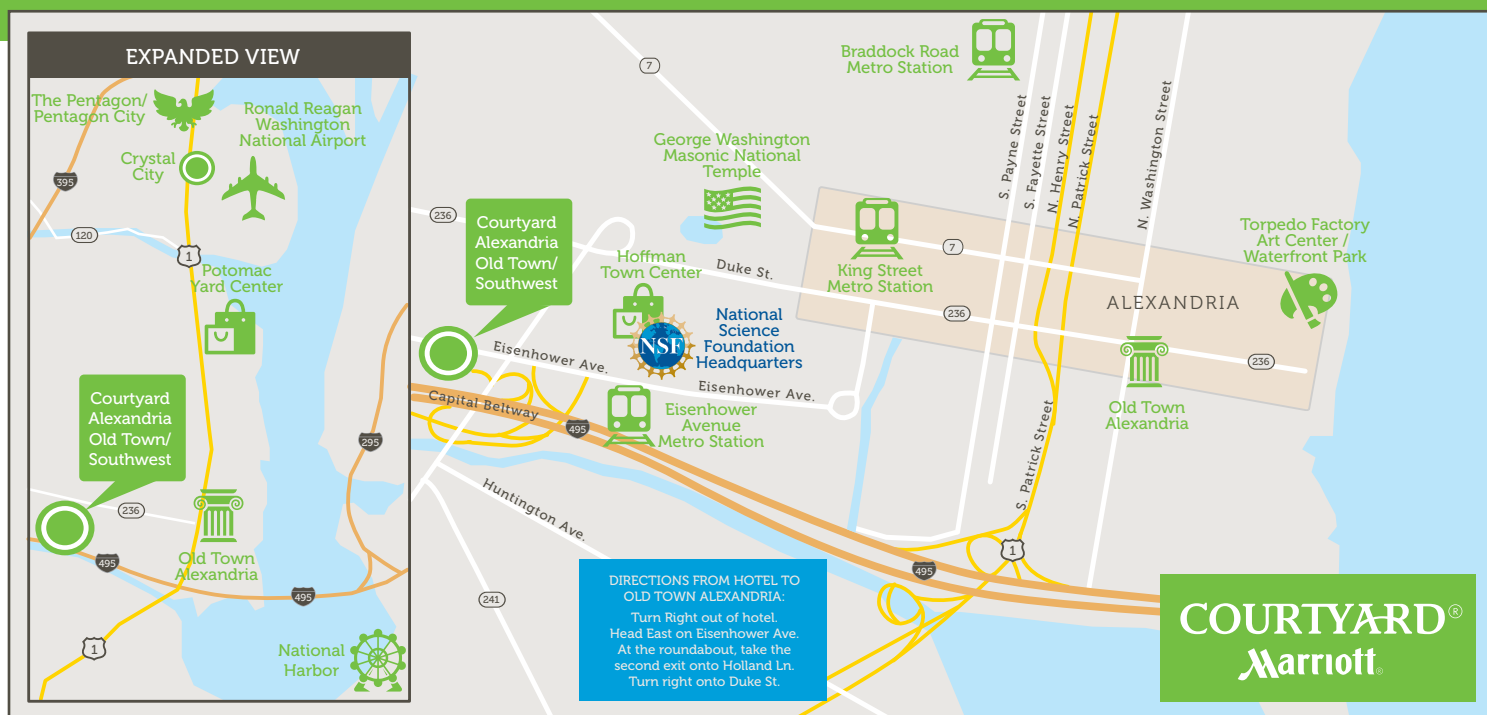 EXPANDED VIEW
The Pentagon/
Pentagon City
Ronald Reagan
Washington
National Airport
Crystal
City
395
120
1
Potomac
Yard Center
Courtyard
Alexandria
Old Town/
Southwest
295
236
Old Town
Alexandria
495
495
1
National
Harbor
7
Braddock Road
Metro Station
George Washington
Masonic National
Temple
S. Payne Street
S. Fayette Street
N. Henry Street
N. Patrick Street
N. Washington Street
236
Courtyard
Alexandria
Old Town/
Southwest
Hoffman
Town Center
Duke St.
King Street
Metro Station
7
Torpedo Factory
Art Center /
Waterfront Park
ALEXANDRIA
236
NSF
National
Science
Foundation
Headquarters
Eisenhower Ave.
Eisenhower Ave.
236
Capital Beltway
495
Eisenhower
Avenue
Metro Station
Old Town
Alexandria
S. Patrick Street
Huntington Ave.
1
495
241
DIRECTIONS FROM HOTEL TO
OLD TOWN ALEXANDRIA:
Turn Right out of hotel.
Head East on Eisenhower Ave.
At the roundabout, take the
second exit onto Holland Ln.
Turn right onto Duke St.
COURTYARD®
Marriott®